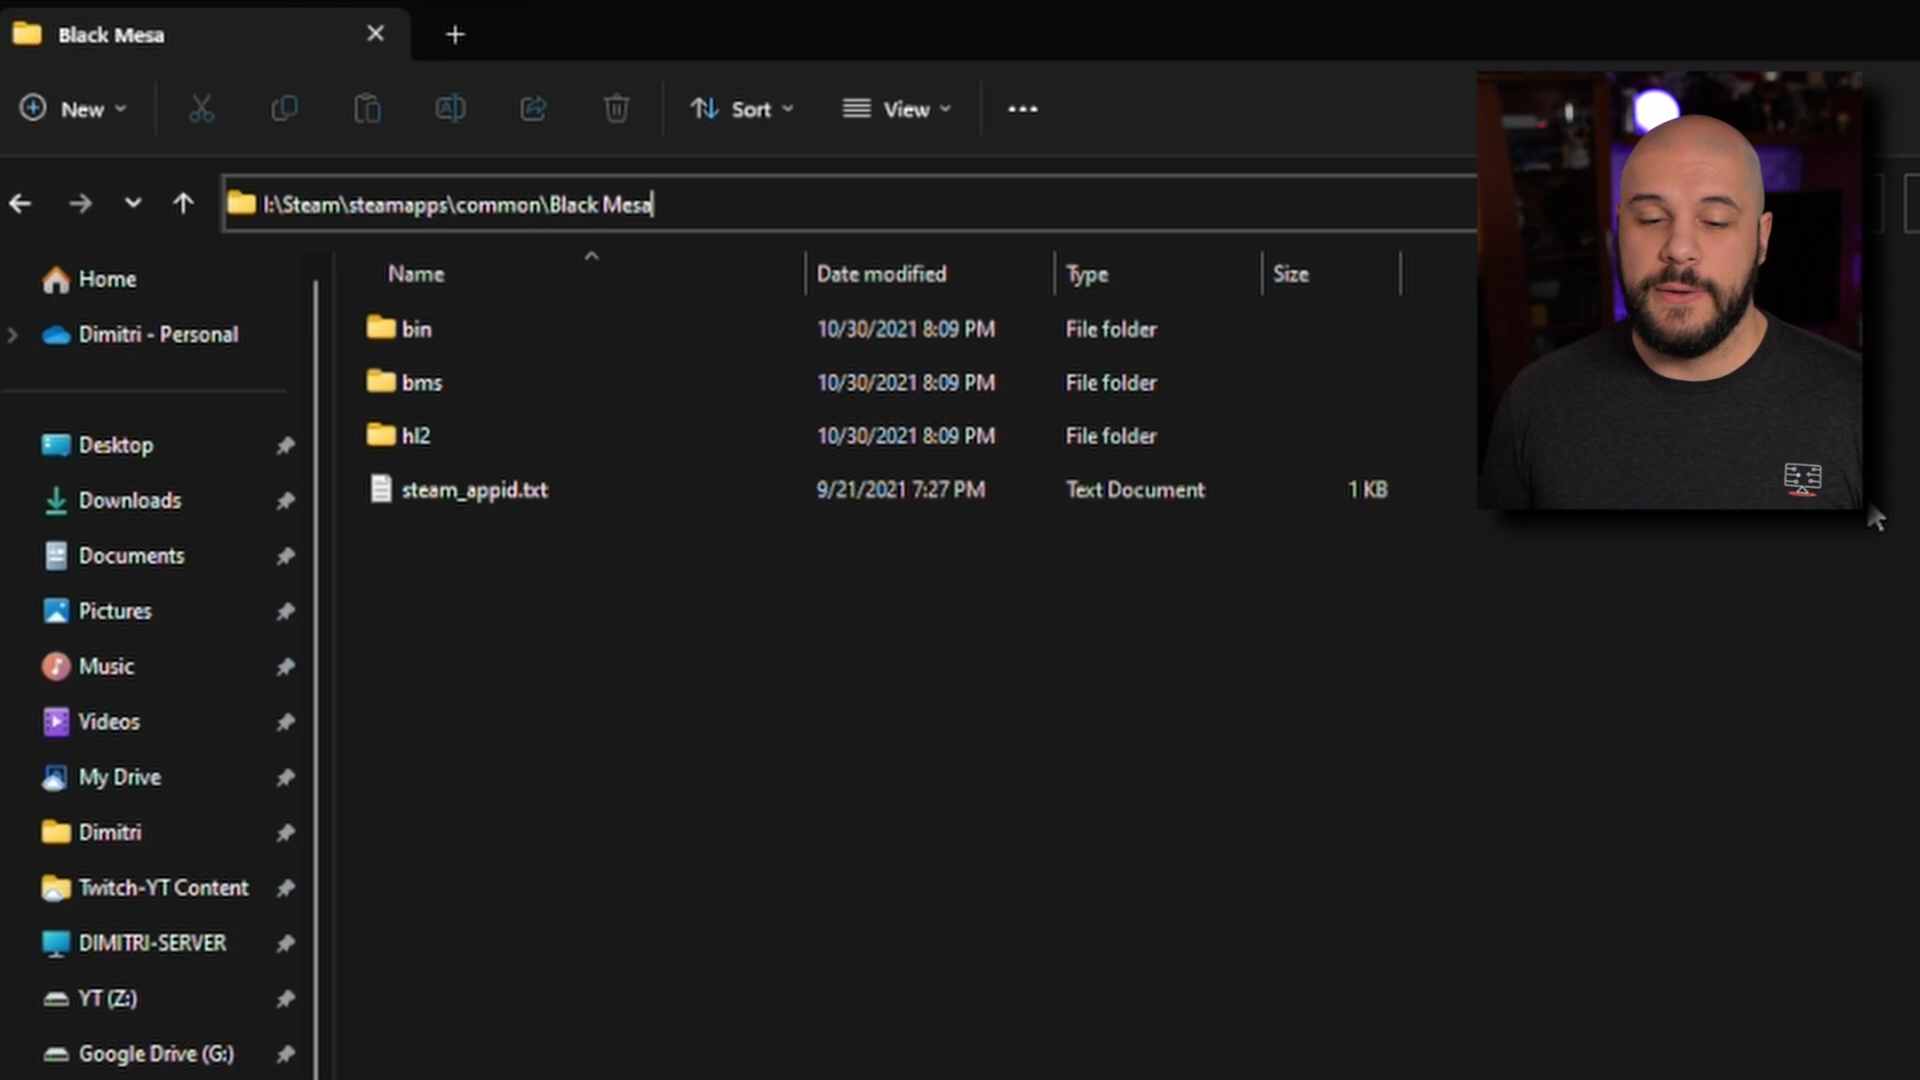 Black Mesa
New
Sort
View
I:\Steam\steamapps\common\Black Mesa
Name Date modified Type Size
bin 10/30/2021 8:09 PM File folder
bms 10/30/2021 8:09 PM File folder
hl2 10/30/2021 8:09 PM File folder
steam_appid.txt 9/21/2021 7:27 PM Text Document 1 KB
Home
Dimitri - Personal
Desktop
Downloads
Documents
Pictures
Music
Videos
My Drive
Dimitri
Twitch-YT Content
DIMITRI-SERVER
YT (Z:)
Google Drive (G:)